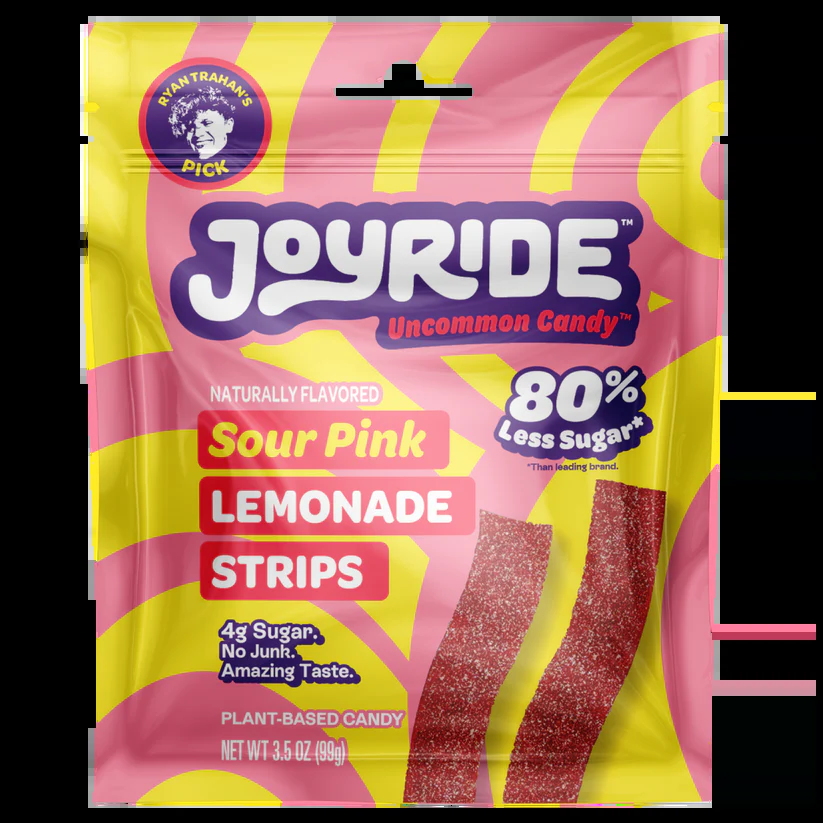 RYAN TRAHAN'S
PICK
JOYRIDE™
Uncommon Candy™
NATURALLY FLAVORED
Sour Pink
LEMONADE
STRIPS
80%
Less Sugar*
*Than leading brand.
4g Sugar.
No Junk.
Amazing Taste.
PLANT-BASED CANDY
NET WT 3.5 OZ (99g)